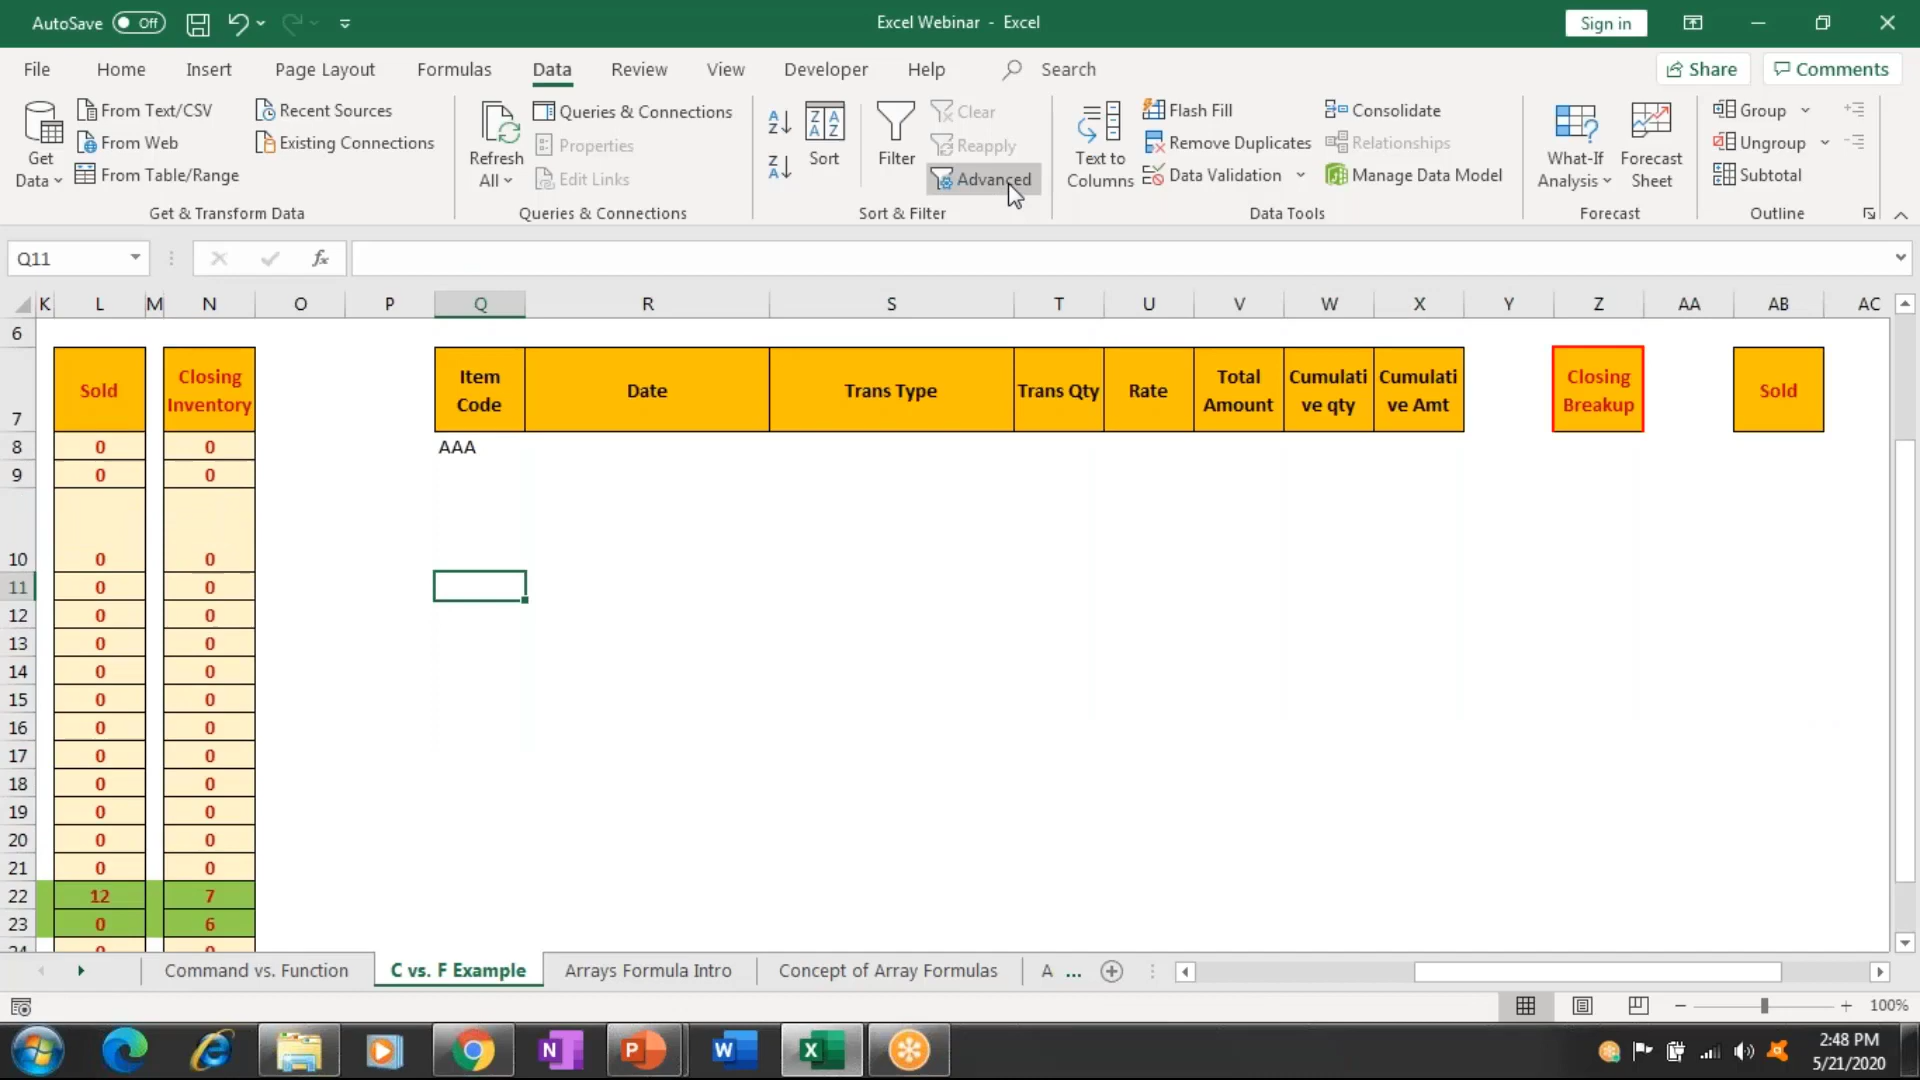 AutoSave Off
Excel Webinar - Excel
Sign in
File Home Insert Page Layout Formulas Data Review View Developer Help Search
Share Comments
Get Data
From Text/CSV
From Web
From Table/Range
Recent Sources
Existing Connections
Get & Transform Data
Refresh All
Queries & Connections
Properties
Edit Links
Queries & Connections
Sort
Filter
Clear
Reapply
Advanced
Sort & Filter
Text to Columns
Flash Fill
Remove Duplicates
Data Validation
Consolidate
Relationships
Manage Data Model
Data Tools
What-If Analysis
Forecast Sheet
Forecast
Group
Ungroup
Subtotal
Outline
Q11
fx
K L M N O P Q R S T U V W X Y Z AA AB AC
6
7 Sold Closing Inventory Item Code Date Trans Type Trans Qty Rate Total Amount Cumulati ve qty Cumulati ve Amt Closing Breakup Sold
8 0 0 AAA
9 0 0
10 0 0
11 0 0
12 0 0
13 0 0
14 0 0
15 0 0
16 0 0
17 0 0
18 0 0
19 0 0
20 0 0
21 0 0
22 12 7
23 0 6
24 0 0
Command vs. Function C vs. F Example Arrays Formula Intro Concept of Array Formulas A ...
100%
2:48 PM
5/21/2020